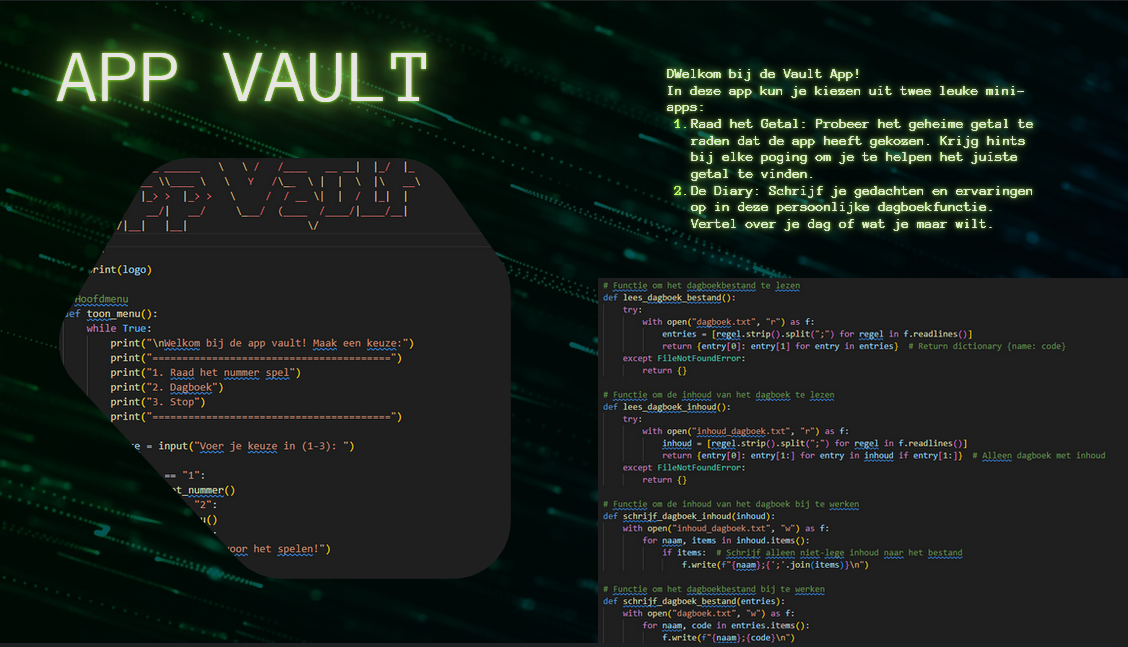 APP VAULT
DWelkom bij de Vault App!
In deze app kun je kiezen uit twee leuke mini-
apps:
1. Raad het Getal: Probeer het geheime getal te
raden dat de app heeft gekozen. Krijg hints
bij elke poging om je te helpen het juiste
getal te vinden.
2. De Diary: Schrijf je gedachten en ervaringen
op in deze persoonlijke dagboekfunctie.
Vertel over je dag of wat je maar wilt.
rint(logo)
Hoofdmenu
ef toon_menu():
while True:
print("\nWelkom bij de app vault! Maak een keuze:")
print("=======================================")
print("1. Raad het nummer spel")
print("2. Dagboek")
print("3. Stop")
print("=======================================")
= input("Voer je keuze in (1-3): ")
== "1":
t_nummer()
"2":
u()
voor het spelen!")
# Functie om het dagboekbestand te lezen
def lees_dagboek_bestand():
try:
with open("dagboek.txt", "r") as f:
entries = [regel.strip().split(";") for regel in f.readlines()]
return {entry[0]: entry[1] for entry in entries}  # Return dictionary {name: code}
except FileNotFoundError:
return {}
# Functie om de inhoud van het dagboek te lezen
def lees_dagboek_inhoud():
try:
with open("inhoud_dagboek.txt", "r") as f:
inhoud = [regel.strip().split(";") for regel in f.readlines()]
return {entry[0]: entry[1:] for entry in inhoud if entry[1:]}  # Alleen dagboek met inhoud
except FileNotFoundError:
return {}
# Functie om de inhoud van het dagboek bij te werken
def schrijf_dagboek_inhoud(inhoud):
with open("inhoud_dagboek.txt", "w") as f:
for naam, items in inhoud.items():
if items:  # Schrijf alleen niet-lege inhoud naar het bestand
f.write(f"{naam};{';'.join(items)}\n")
# Functie om het dagboekbestand bij te werken
def schrijf_dagboek_bestand(entries):
with open("dagboek.txt", "w") as f:
for naam, code in entries.items():
f.write(f"{naam};{code}\n")